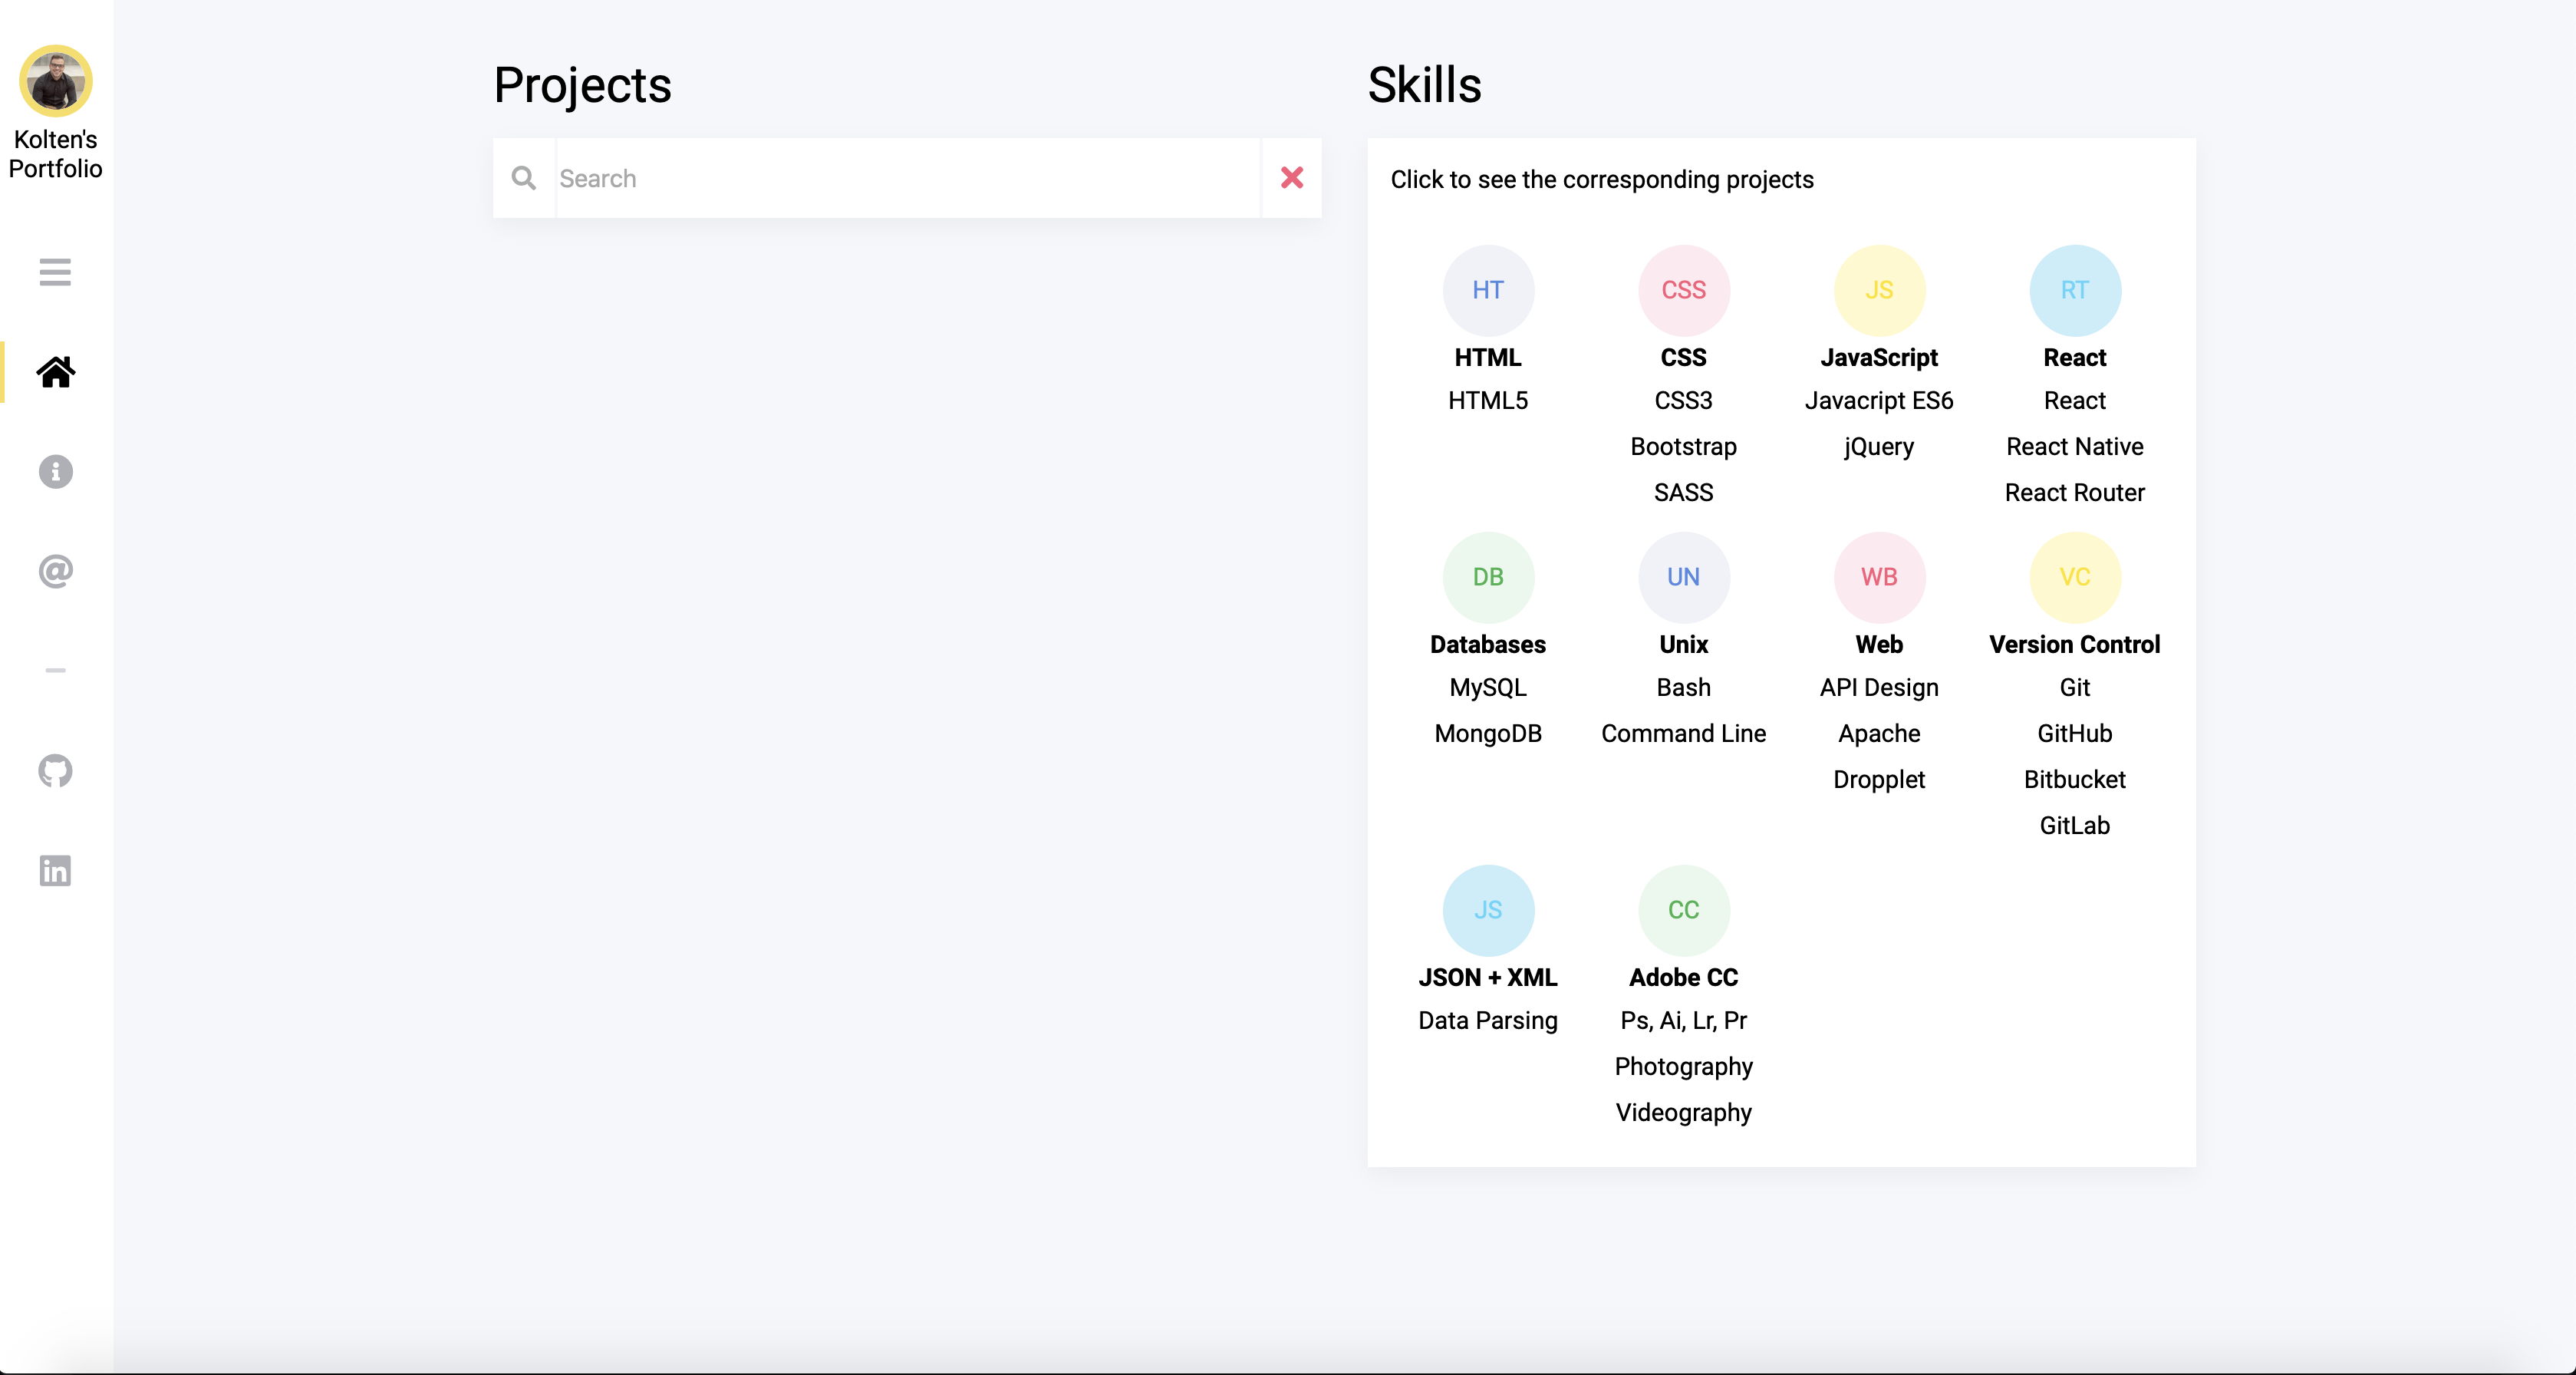 Kolten's
Portfolio
Projects
Search
Skills
Click to see the corresponding projects
HT
HTML
HTML5
CSS
CSS
CSS3
Bootstrap
SASS
JS
JavaScript
Javacript ES6
jQuery
RT
React
React
React Native
React Router
DB
Databases
MySQL
MongoDB
UN
Unix
Bash
Command Line
WB
Web
API Design
Apache
Dropplet
VC
Version Control
Git
GitHub
Bitbucket
GitLab
JS
JSON + XML
Data Parsing
CC
Adobe CC
Ps, Ai, Lr, Pr
Photography
Videography